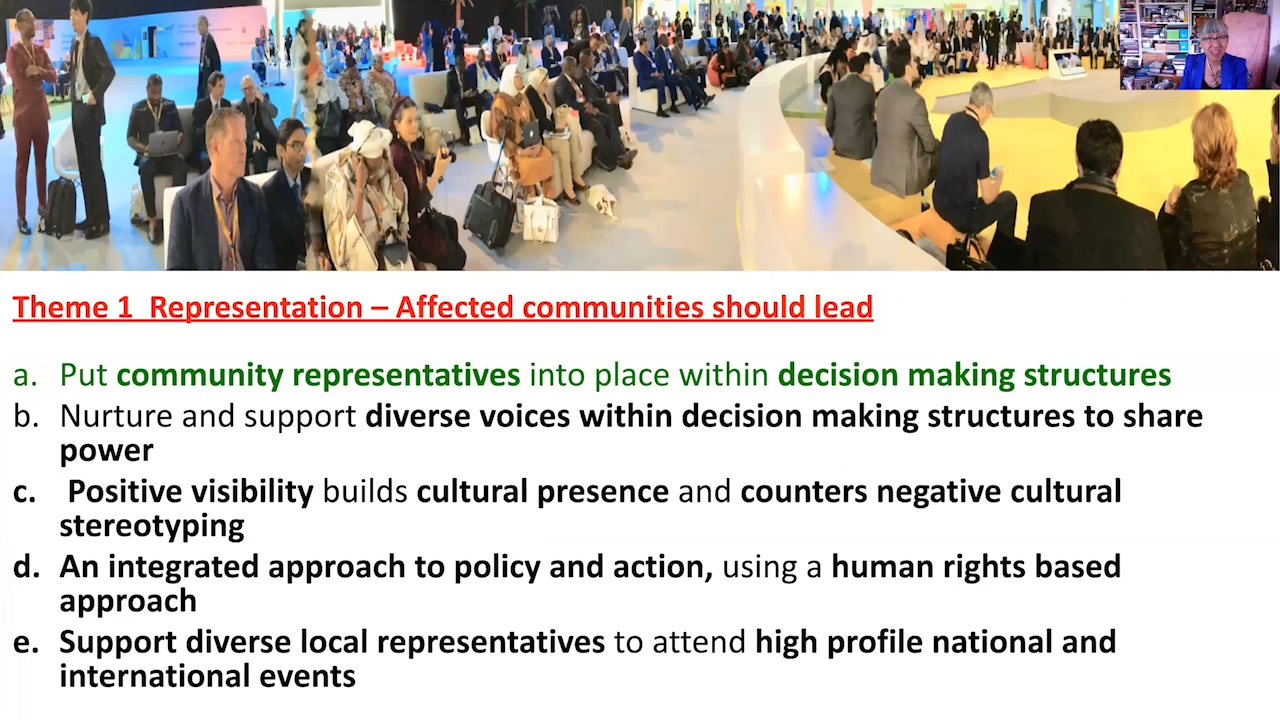 Theme 1  Representation – Affected communities should lead
a. Put community representatives into place within decision making structures
b. Nurture and support diverse voices within decision making structures to share
power
c. Positive visibility builds cultural presence and counters negative cultural
stereotyping
d. An integrated approach to policy and action, using a human rights based
approach
e. Support diverse local representatives to attend high profile national and
international events